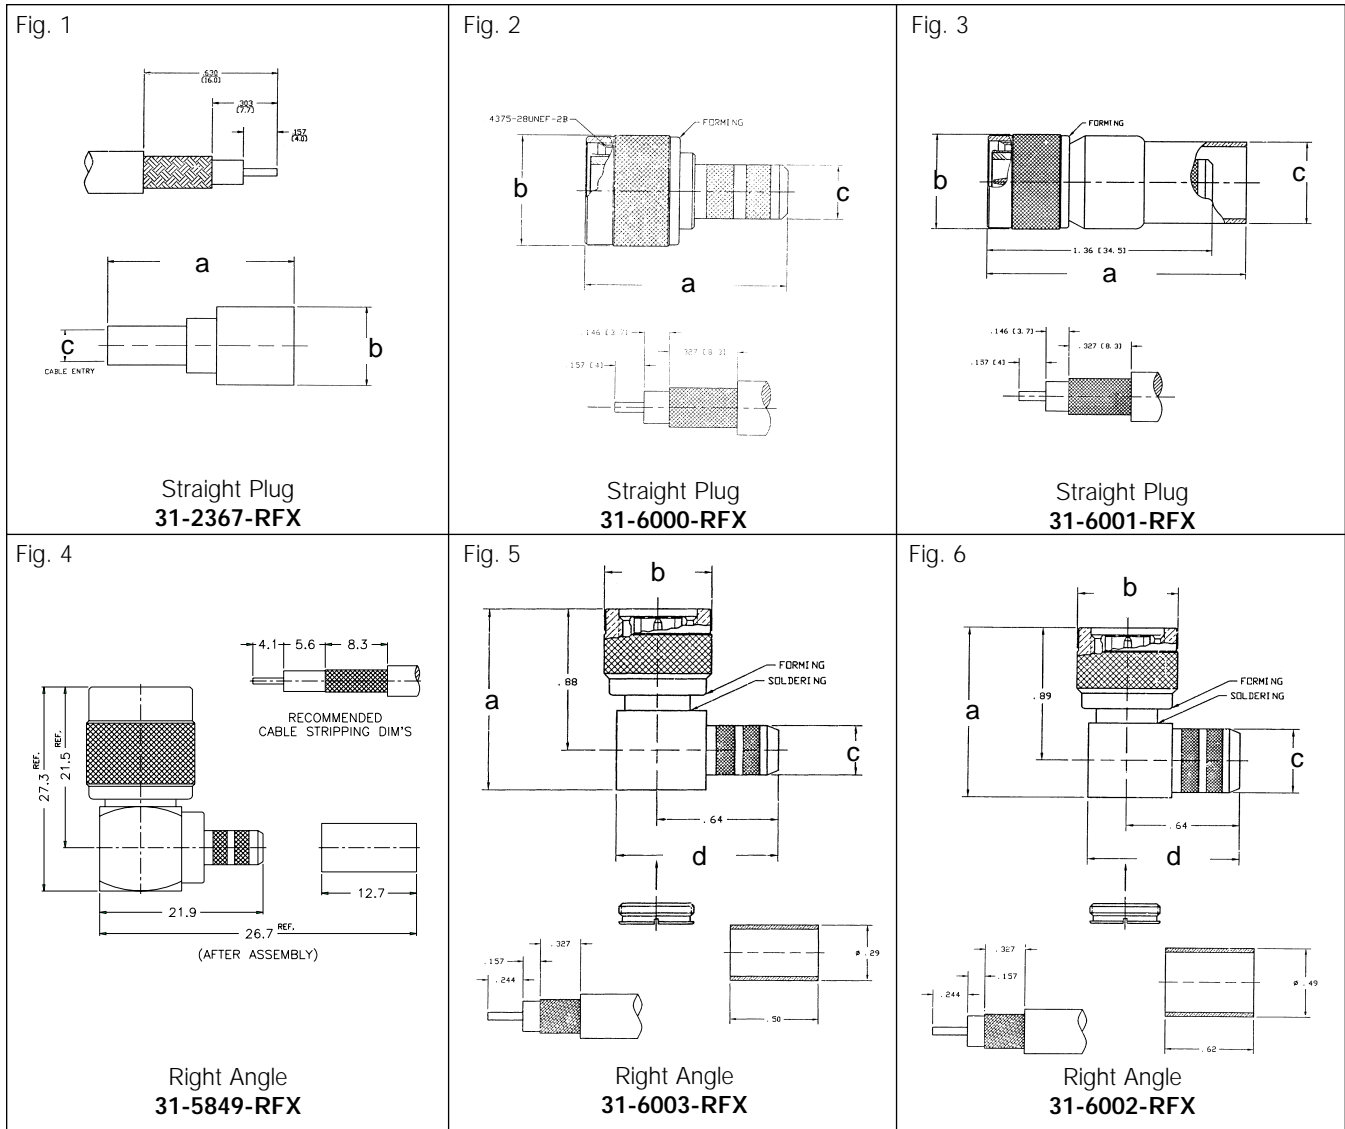 Fig. 1
.630
[16.0]
.303
[7.7]
.157
[4.0]
a
c
b
CABLE ENTRY
Straight Plug
31-2367-RFX
Fig. 2
4375-28UNEF-2B
FORMING
b
c
a
.146 [3.7]
.327 [8.3]
.157 [4]
Straight Plug
31-6000-RFX
Fig. 3
FORMING
b
c
1.36 [34.5]
a
.146 [3.7]
.327 [8.3]
.157 [4]
Straight Plug
31-6001-RFX
Fig. 4
4.1
5.6
8.3
RECOMMENDED
CABLE STRIPPING DIM'S
27.3 REF.
21.5 REF.
12.7
21.9
26.7 REF.
(AFTER ASSEMBLY)
Right Angle
31-5849-RFX
Fig. 5
b
FORMING
SOLDERING
a
.88
c
.64
d
.327
.157
.244
ø .29
.50
Right Angle
31-6003-RFX
Fig. 6
b
FORMING
SOLDERING
a
.89
c
.64
d
.327
.157
.244
ø .49
.62
Right Angle
31-6002-RFX